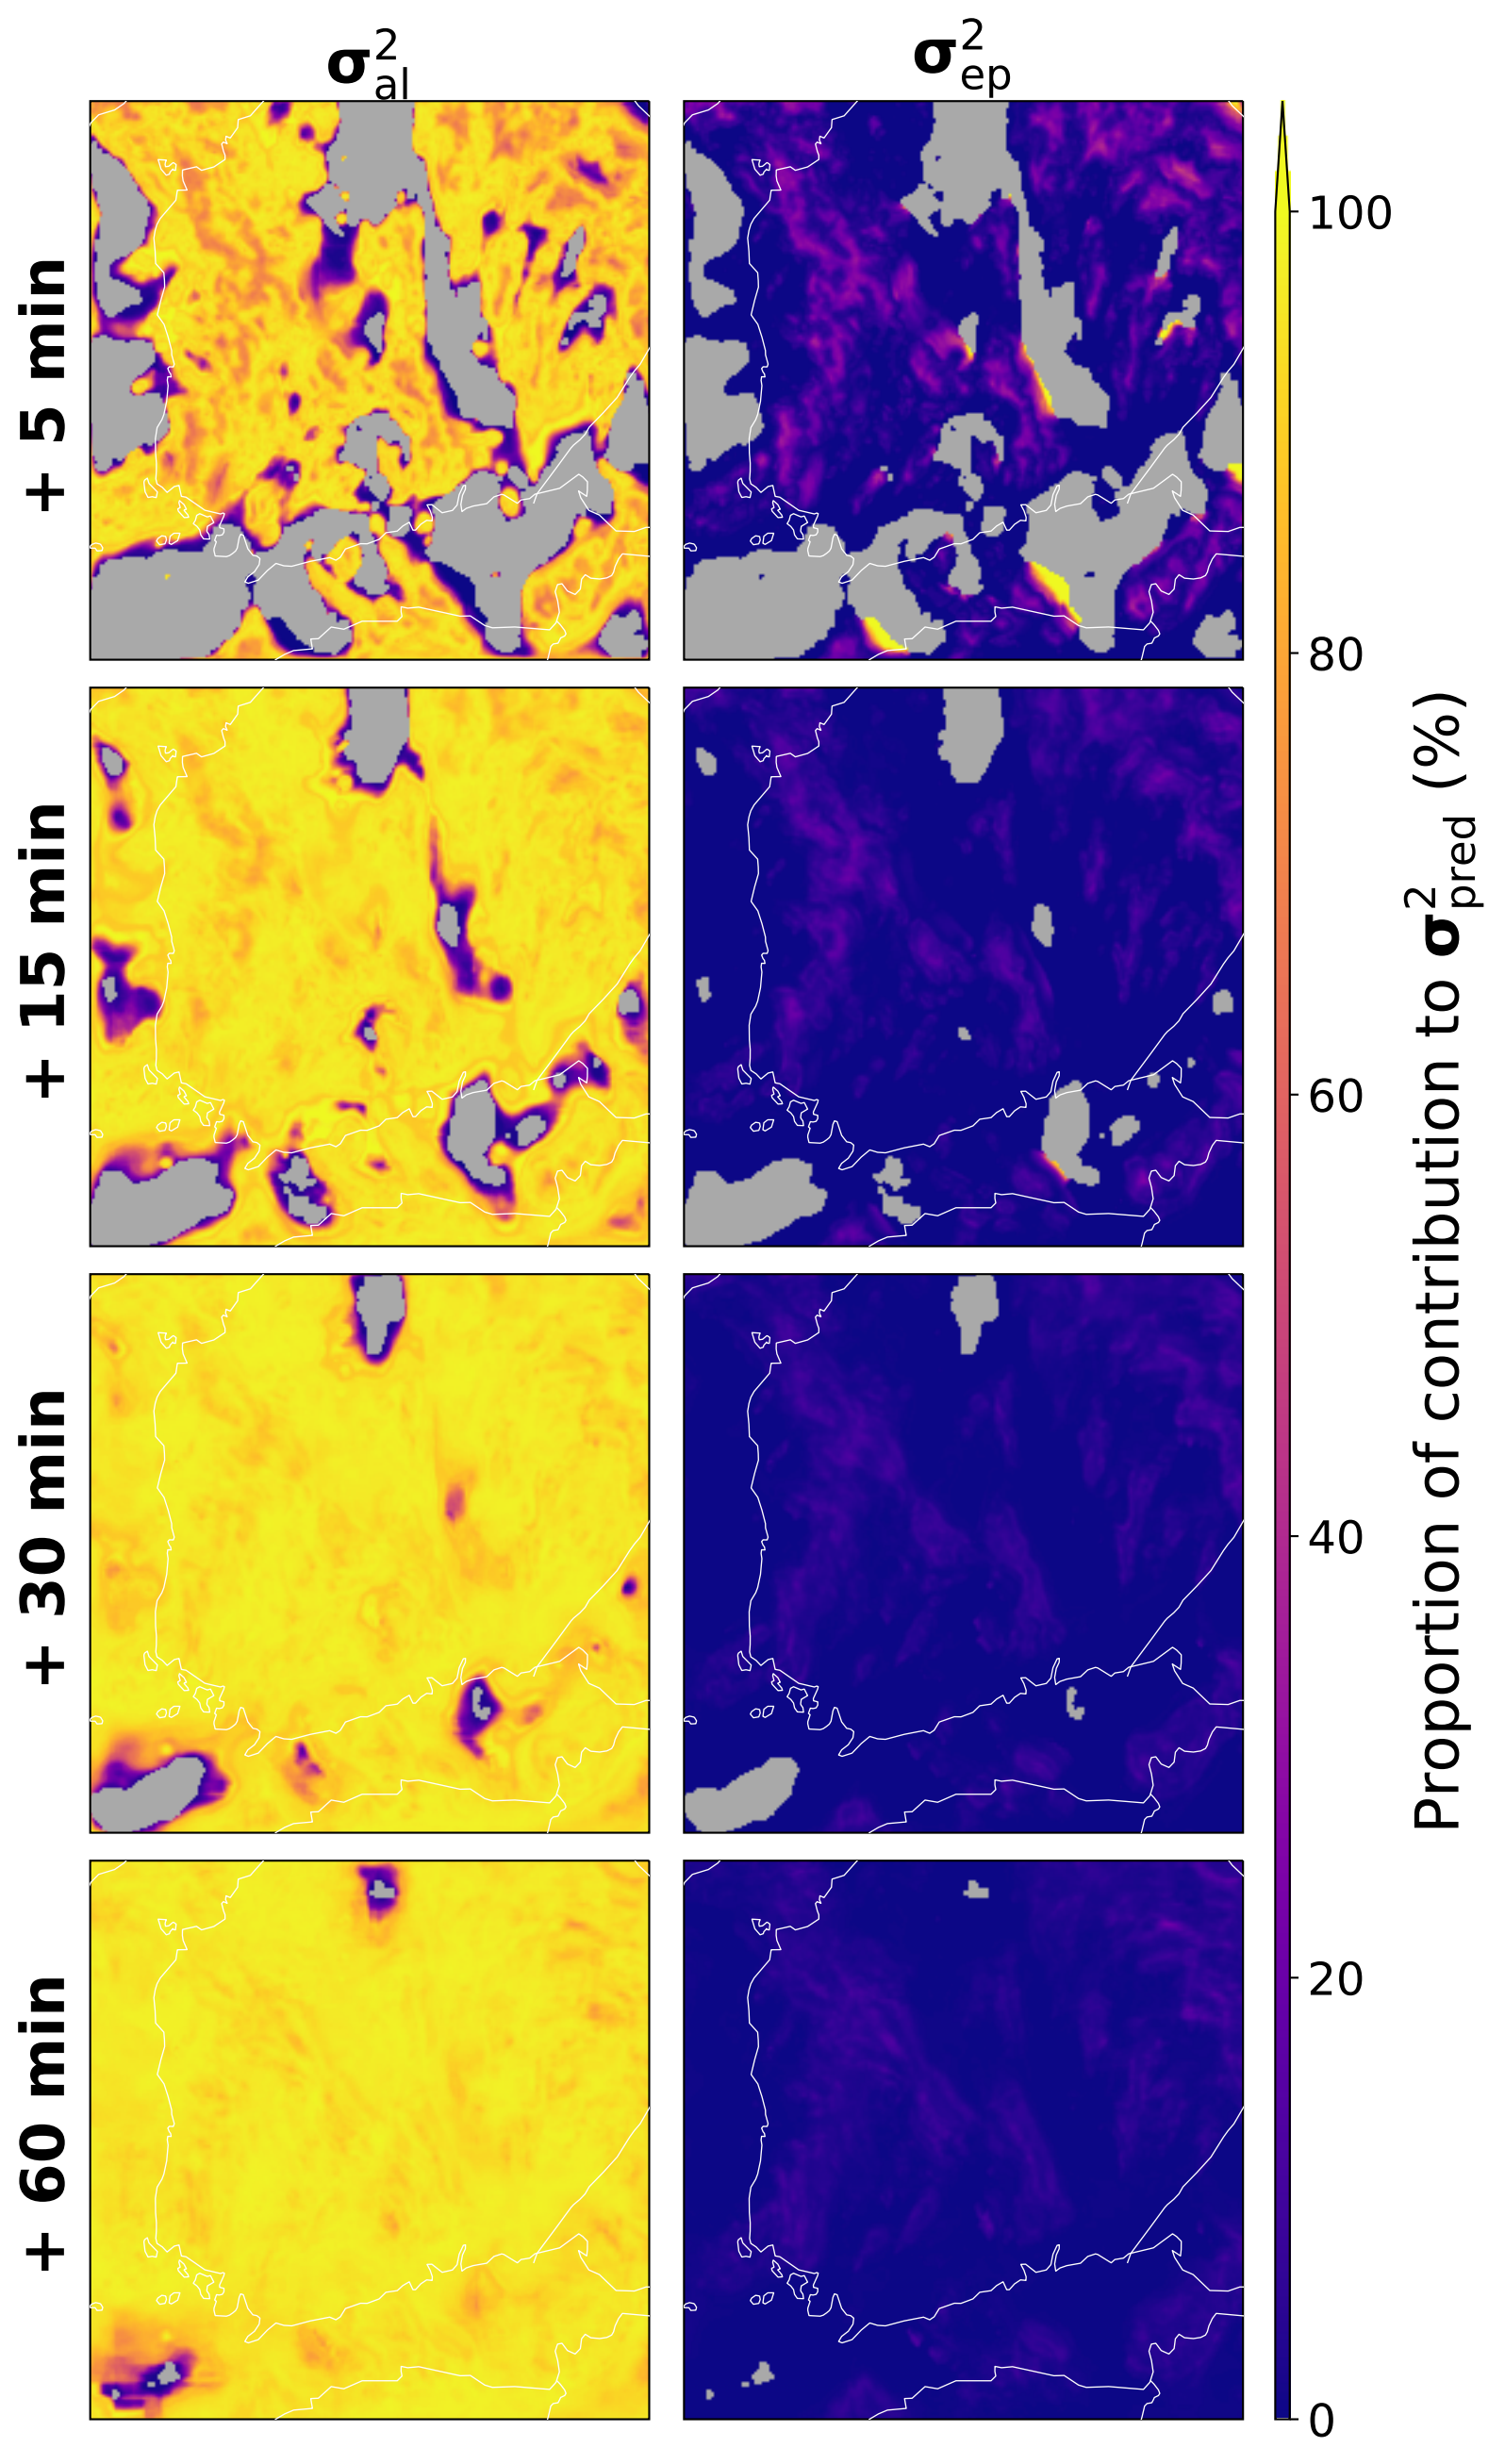 σ²al
σ²ep
+ 5 min
+ 15 min
+ 30 min
+ 60 min
100
80
60
40
20
0
Proportion of contribution to σ²pred (%)